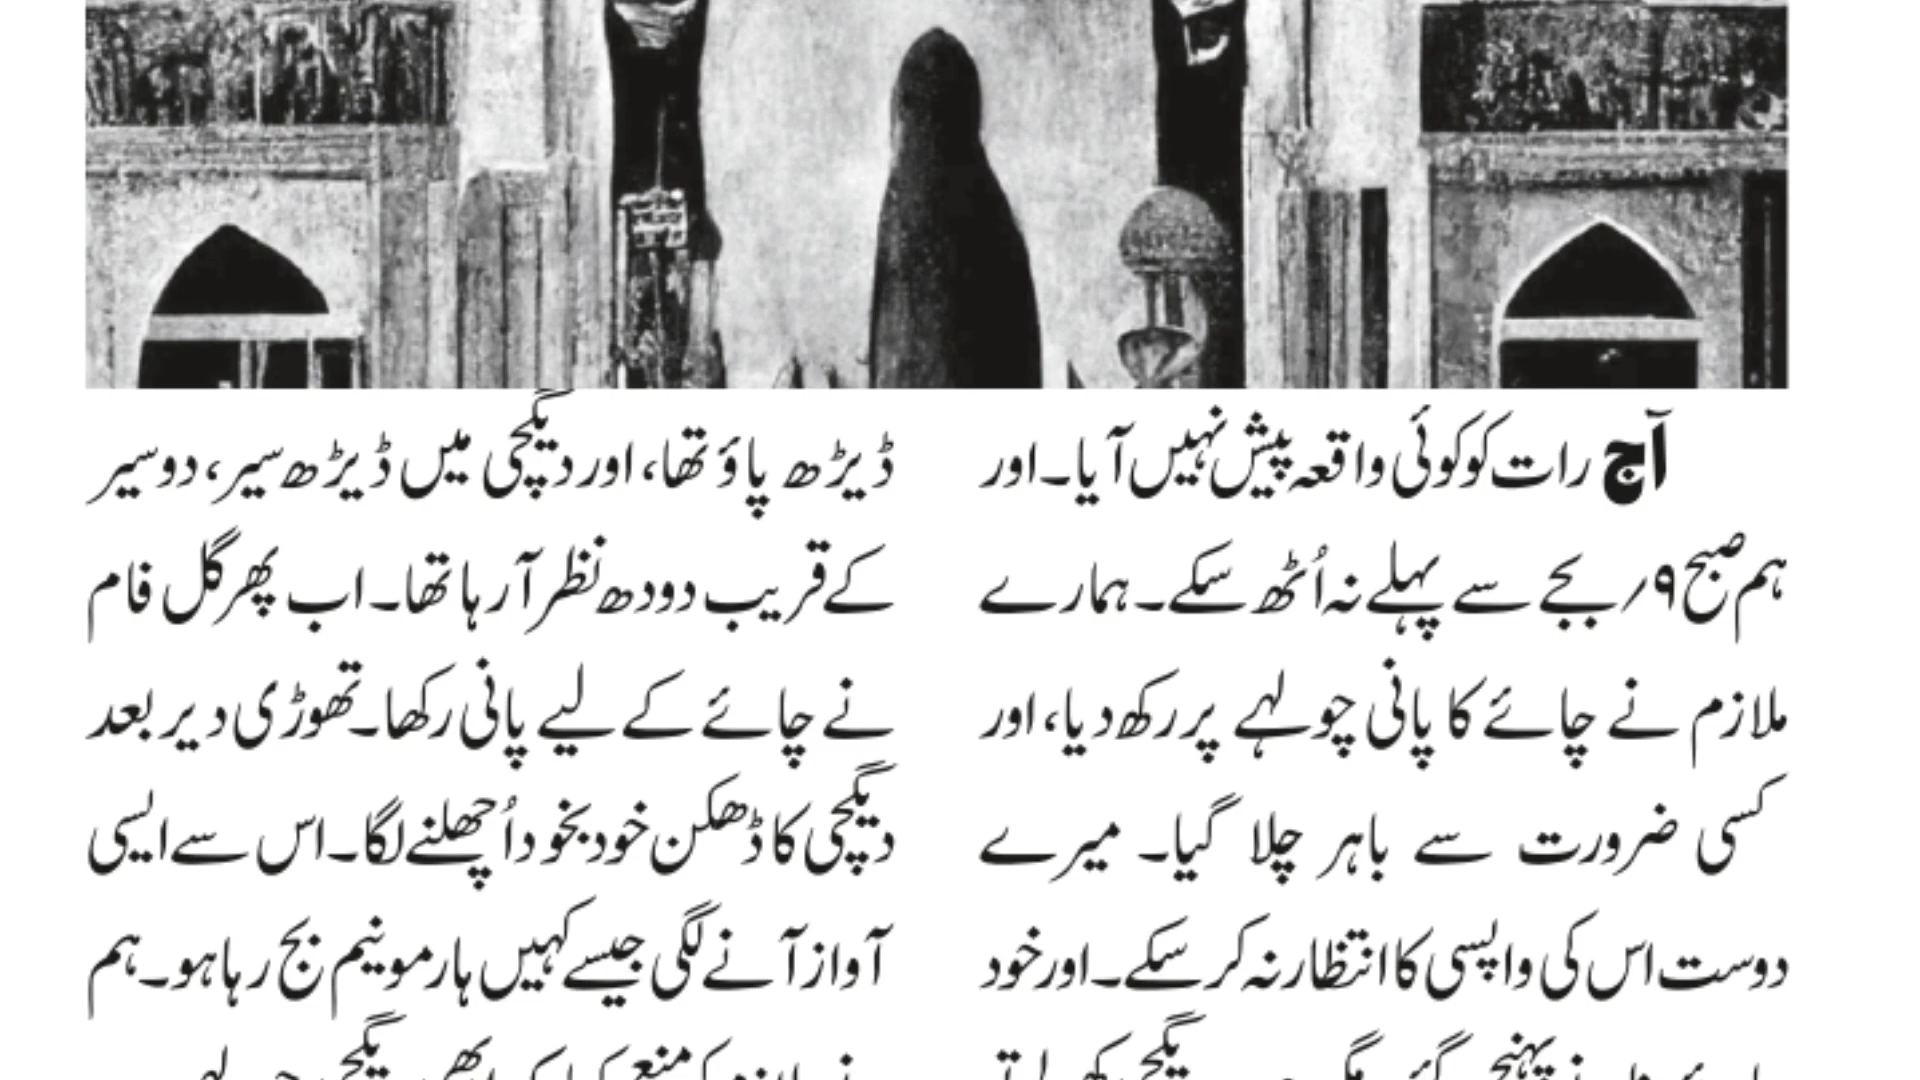 آج رات کو کوئی واقعہ پیش نہیں آیا۔ اور
ہم صبح ۹؍ بجے سے پہلے نہ اُٹھ سکے۔ ہمارے
ملازم نے چائے کا پانی چولہے پر رکھ دیا، اور
کسی ضرورت سے باہر چلا گیا۔ میرے
دوست اس کی واپسی کا انتظار نہ کر سکے۔ اور خود
ڈیڑھ پاؤ تھا، اور دیگچی میں ڈیڑھ سیر، دو سیر
کے قریب دودھ نظر آ رہا تھا۔ اب پھر گل فام
نے چائے کے لیے پانی رکھا۔ تھوڑی دیر بعد
دیگچی کا ڈھکن خود بخود اُچھلنے لگا۔ اس سے ایسی
آواز آنے لگی جیسے کہیں ہارمونیم بج رہا ہو۔ ہم